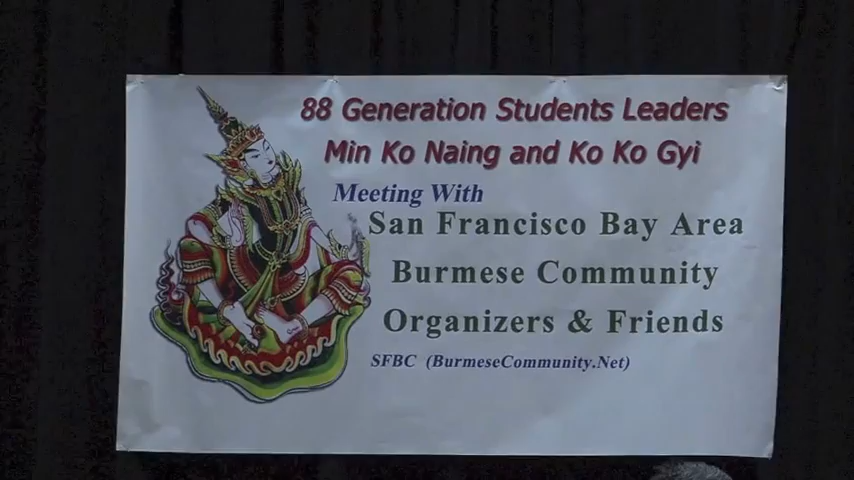 88 Generation Students Leaders
Min Ko Naing and Ko Ko Gyi
Meeting With
San Francisco Bay Area
Burmese Community
Organizers & Friends
SFBC (BurmeseCommunity.Net)